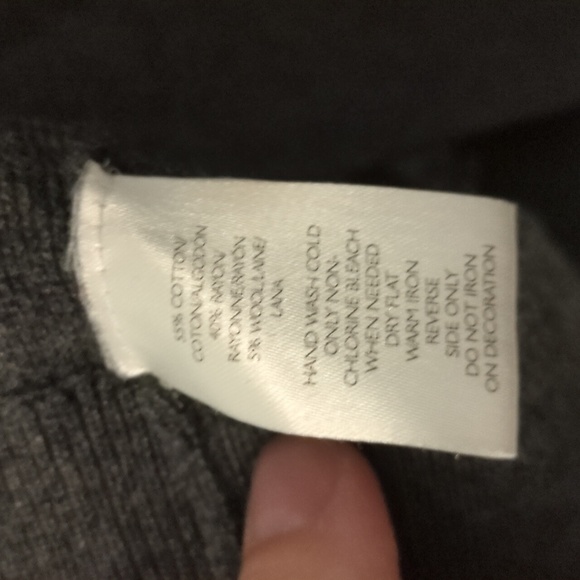 55% COTTON/
COTON/ALGODON
40% RAYON/
RAYONNE/RAYON
5% WOOL/LAINE/
LANA
HAND WASH COLD
ONLY NON-
CHLORINE BLEACH
WHEN NEEDED
DRY FLAT
WARM IRON
REVERSE
SIDE ONLY
DO NOT IRON
ON DECORATION